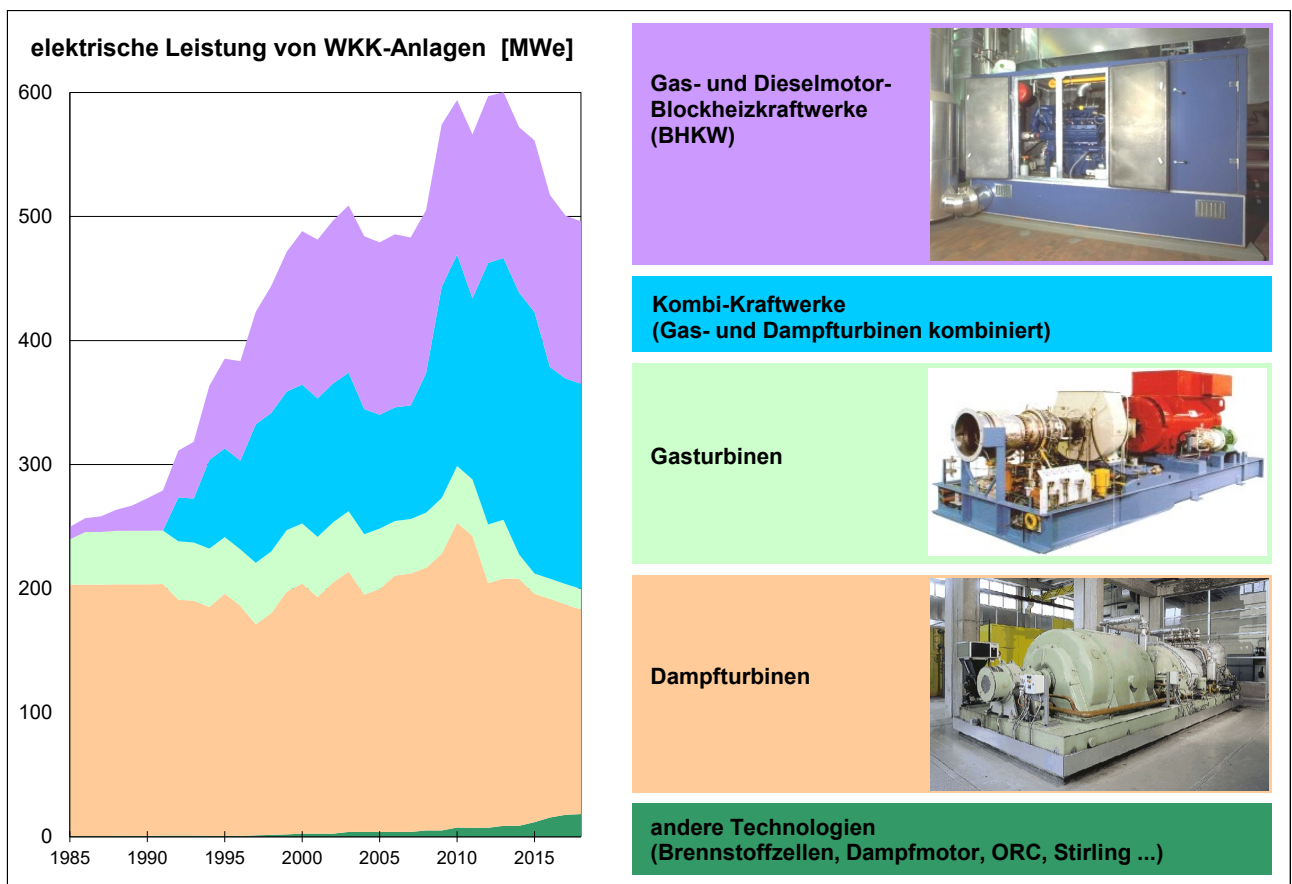 elektrische Leistung von WKK-Anlagen [MWe]
600
500
400
300
200
100
0
1985 1990 1995 2000 2005 2010 2015
Gas- und Dieselmotor-
Blockheizkraftwerke
(BHKW)
Kombi-Kraftwerke
(Gas- und Dampfturbinen kombiniert)
Gasturbinen
Dampfturbinen
andere Technologien
(Brennstoffzellen, Dampfmotor, ORC, Stirling ...)